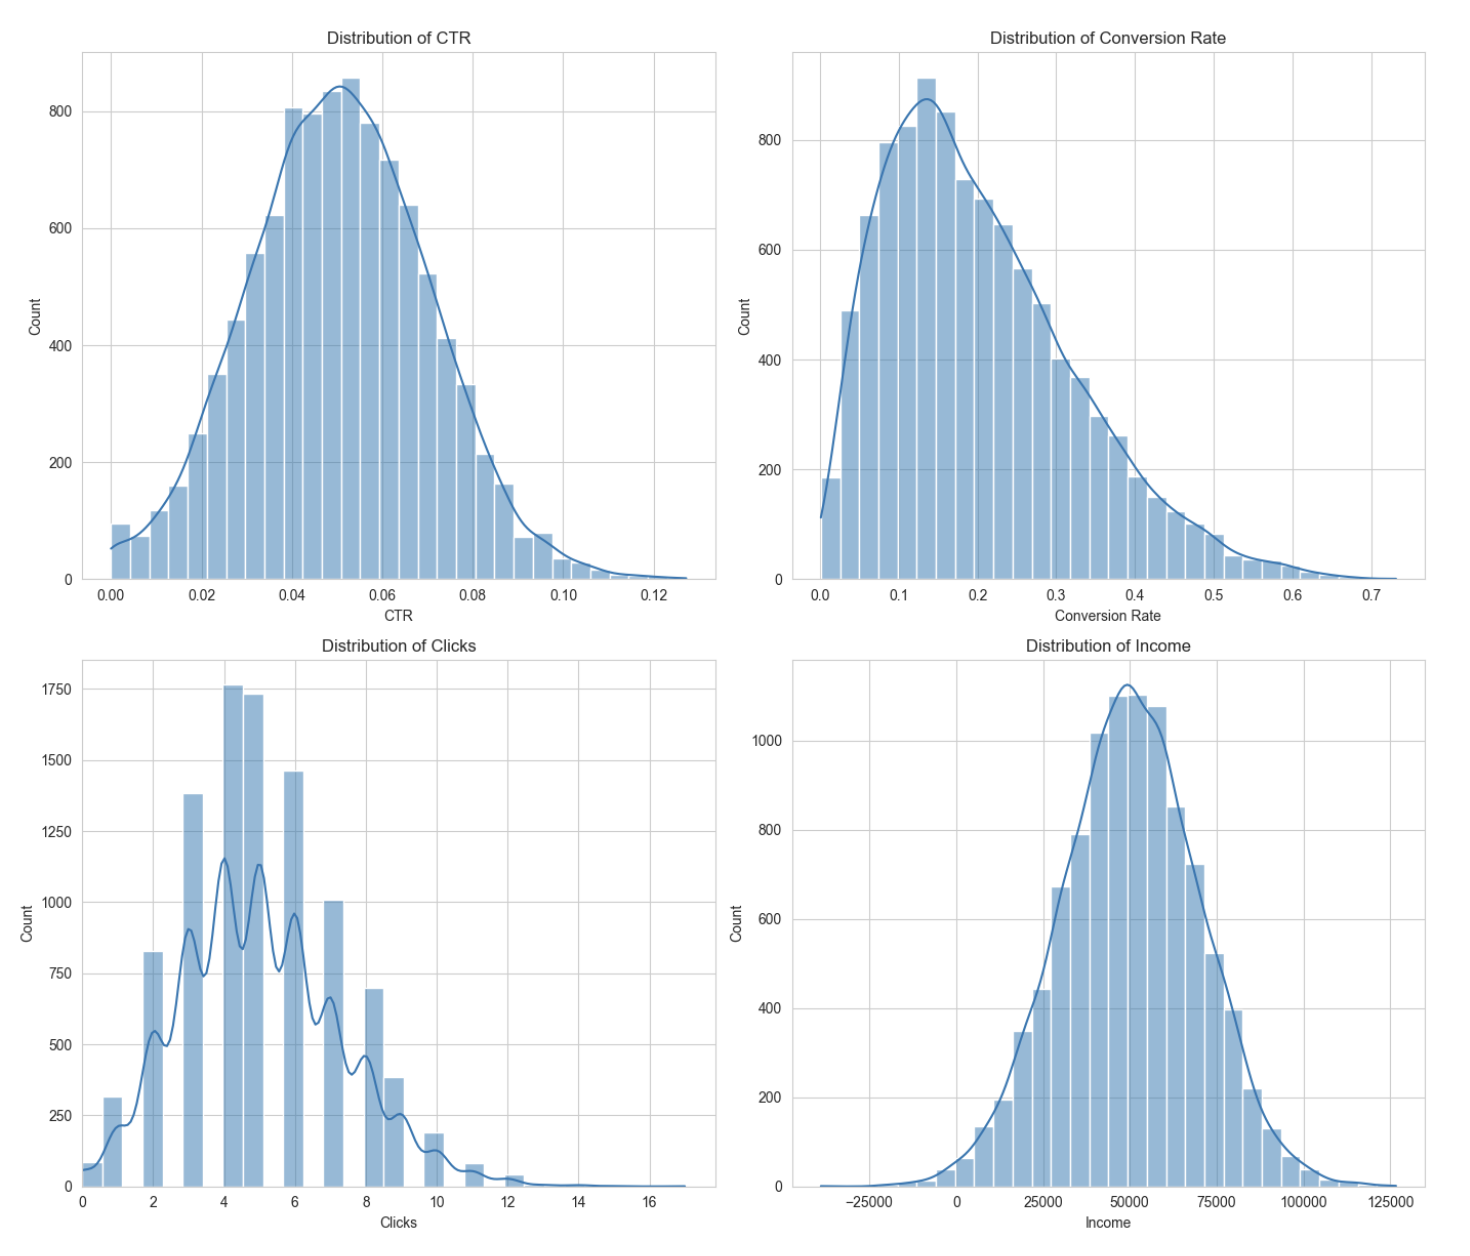 Distribution of CTR
Count
800
600
400
200
0
0.00 0.02 0.04 0.06 0.08 0.10 0.12
CTR
Distribution of Conversion Rate
Count
800
600
400
200
0
0.0 0.1 0.2 0.3 0.4 0.5 0.6 0.7
Conversion Rate
Distribution of Clicks
Count
1750
1500
1250
1000
750
500
250
0
0 2 4 6 8 10 12 14 16
Clicks
Distribution of Income
Count
1000
800
600
400
200
0
−25000 0 25000 50000 75000 100000 125000
Income